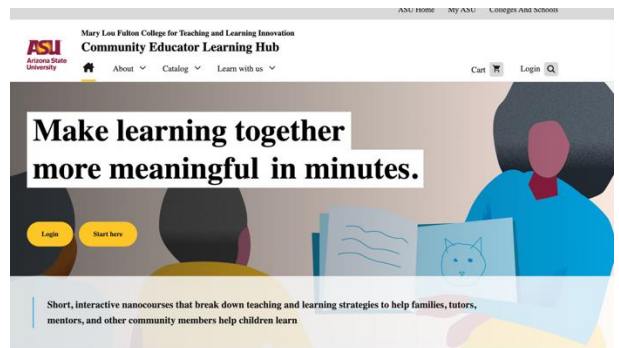 ASU Home My ASU Colleges And Schools
Mary Lou Fulton College for Teaching and Learning Innovation
Community Educator Learning Hub
ASU
Arizona State
University
About Catalog Learn with us Cart Login
Make learning together
more meaningful in minutes.
Login Start here
Short, interactive nanocourses that break down teaching and learning strategies to help families, tutors,
mentors, and other community members help children learn